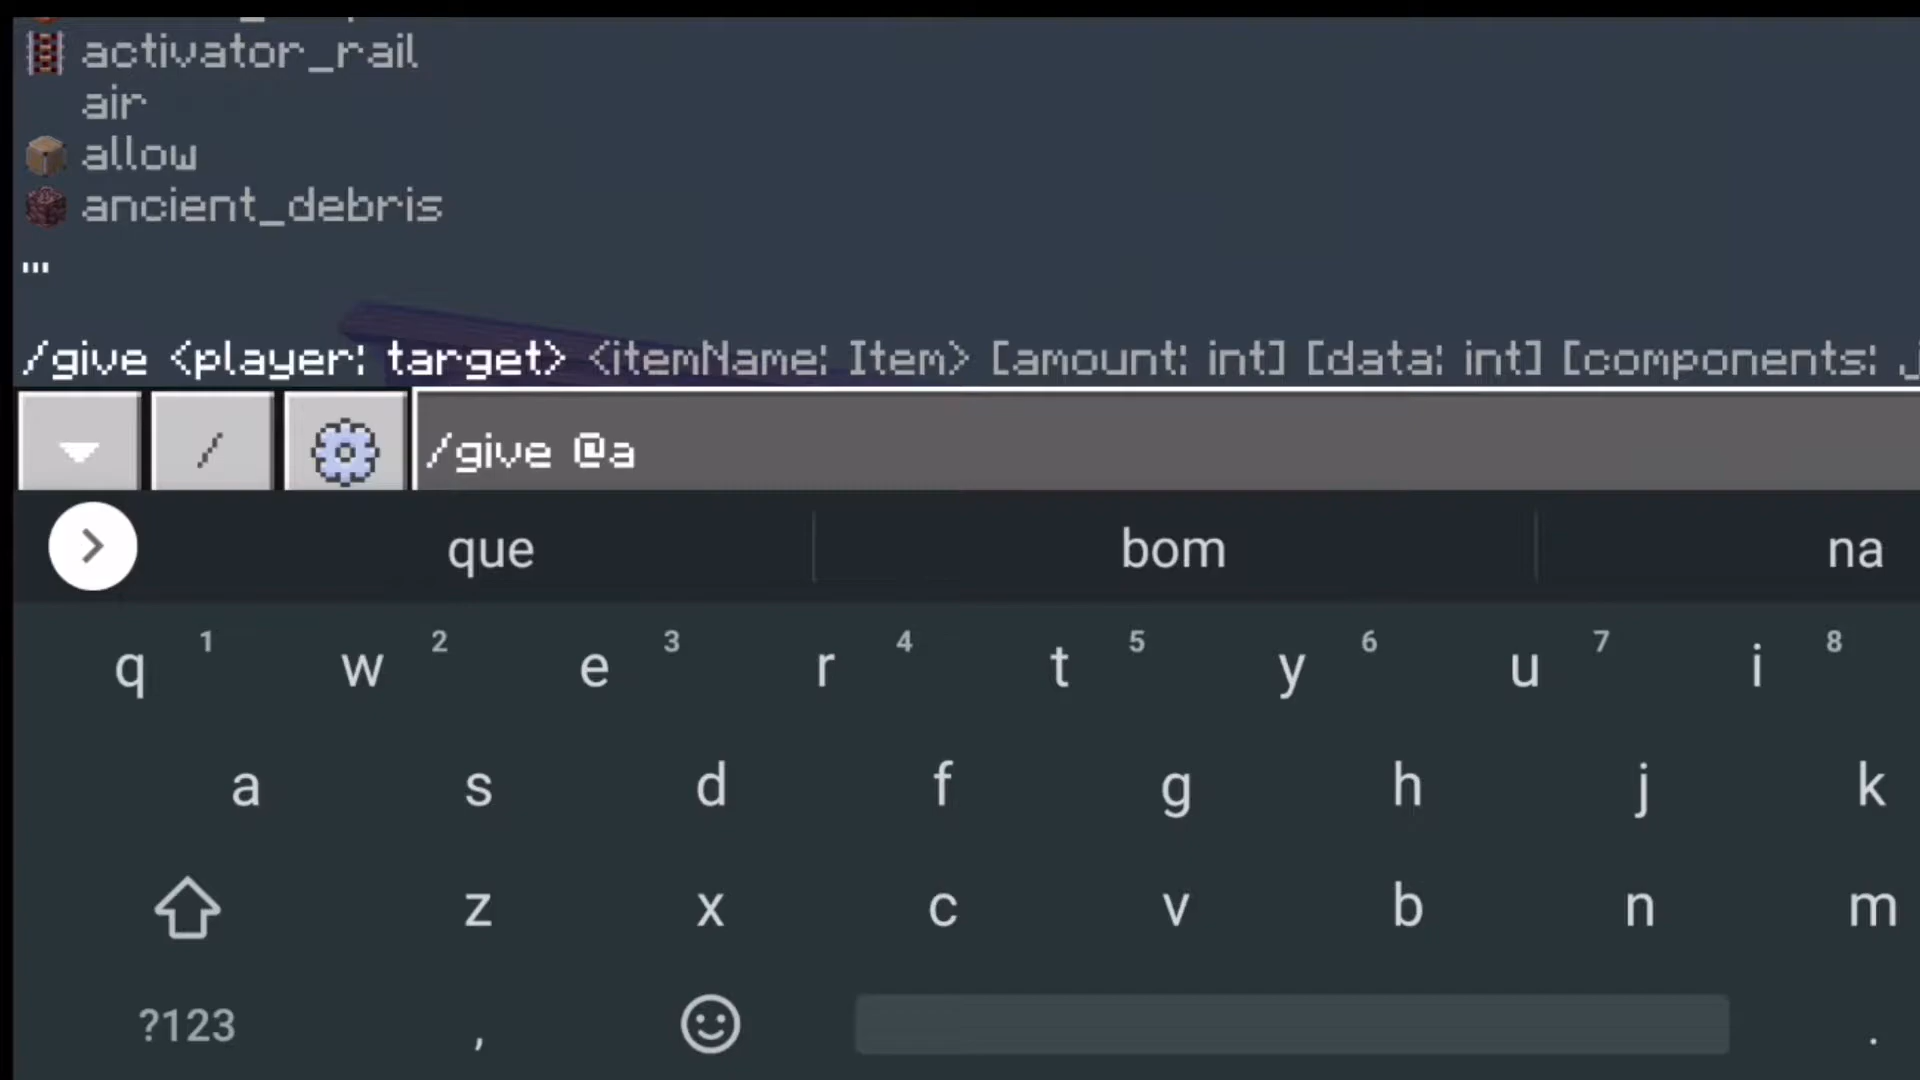 activator_rail
air
allow
ancient_debris
...
/give <player: target> <itemName: Item> [amount: int] [data: int] [components:
/ /give @a
que bom na
q 1 w 2 e 3 r 4 t 5 y 6 u 7 i 8
a s d f g h j k
z x c v b n m
?123 , .